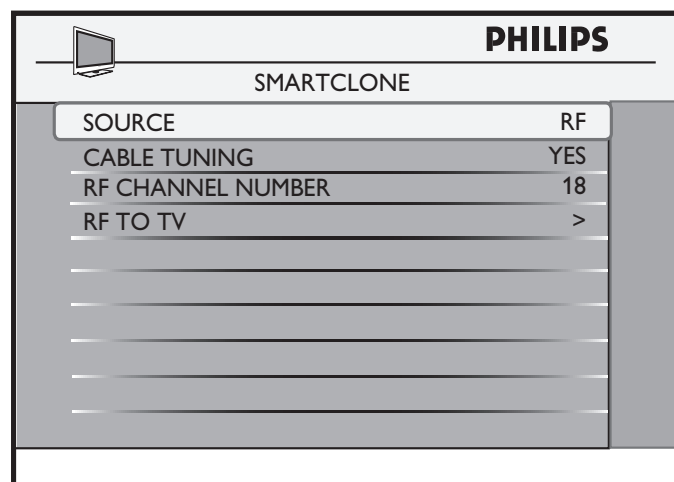 PHILIPS
SMARTCLONE
SOURCE RF
CABLE TUNING YES
RF CHANNEL NUMBER 18
RF TO TV >